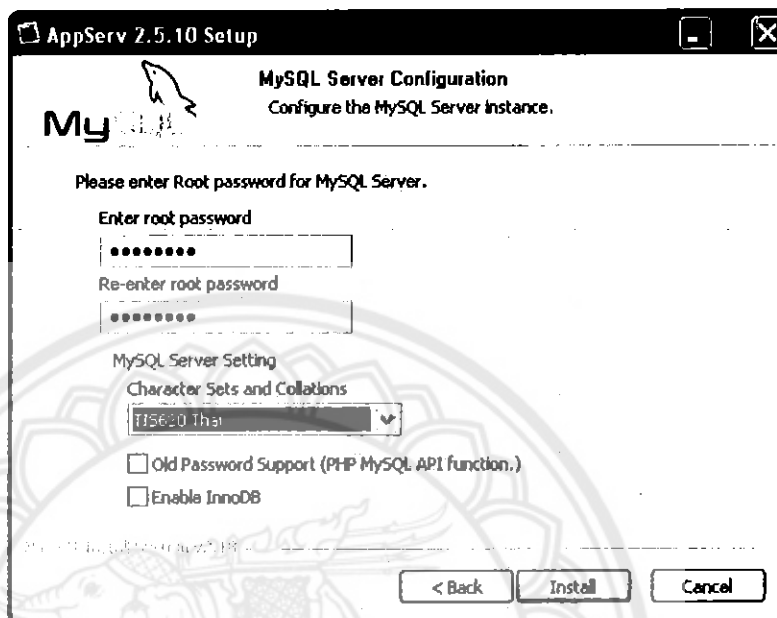 AppServ 2.5.10 Setup
MySQL Server Configuration
Configure the MySQL Server instance.
My
Please enter Root password for MySQL Server.
Enter root password
••••••••
Re-enter root password
••••••••
MySQL Server Setting
Character Sets and Collations
TIS620 Thai
Old Password Support (PHP MySQL API function.)
Enable InnoDB
< Back Install Cancel